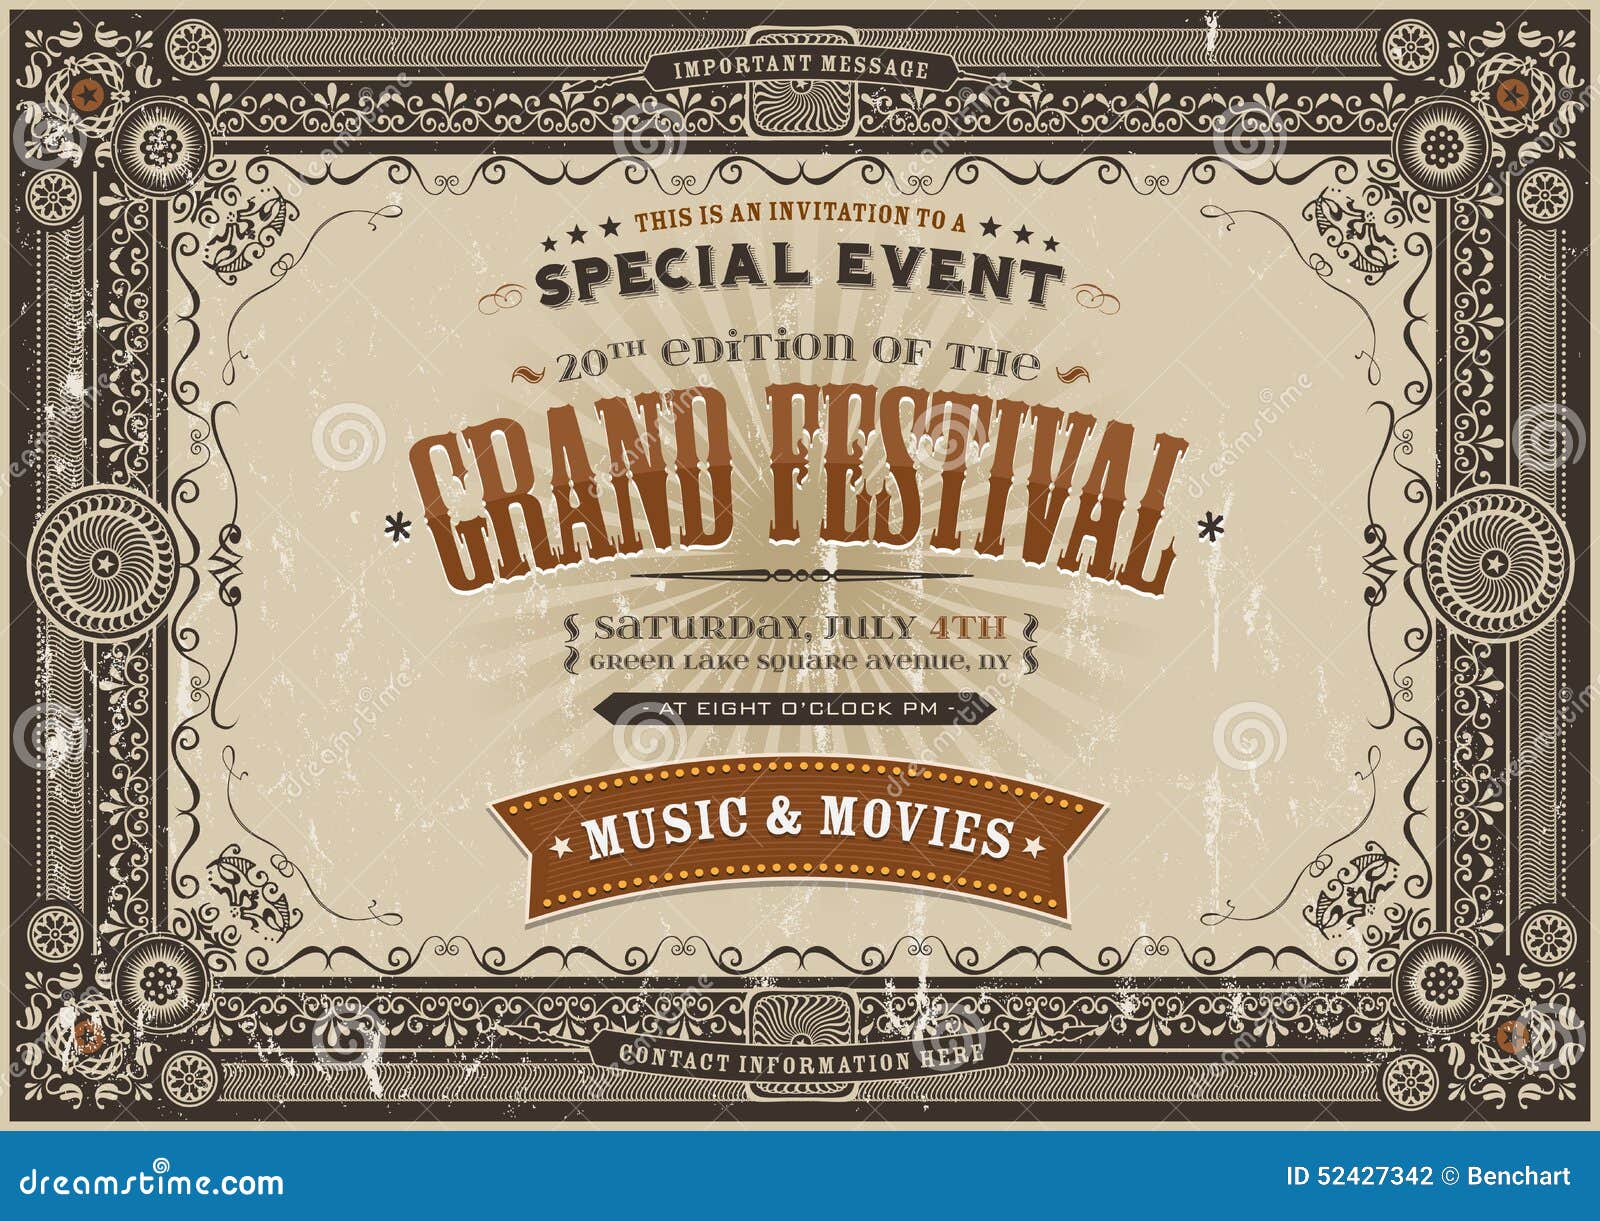 IMPORTANT MESSAGE
THIS IS AN INVITATION TO A
SPECIAL EVENT
20TH EDITION OF THE
GRAND FESTIVAL
SATURDAY, JULY 4TH
GREEN LAKE SQUARE AVENUE, NY
- AT EIGHT O'CLOCK PM -
MUSIC & MOVIES
CONTACT INFORMATION HERE
dreamstime.com
ID 52427342 © Benchart